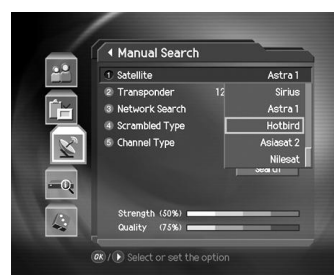 Manual Search
1 Satellite Astra 1
2 Transponder 12
Sirius
3 Network Search
Astra 1
4 Scrambled Type
Hotbird
5 Channel Type
Asiasat 2
Nilesat
Search
Strength (50%)
Quality (75%)
OK / Select or set the option